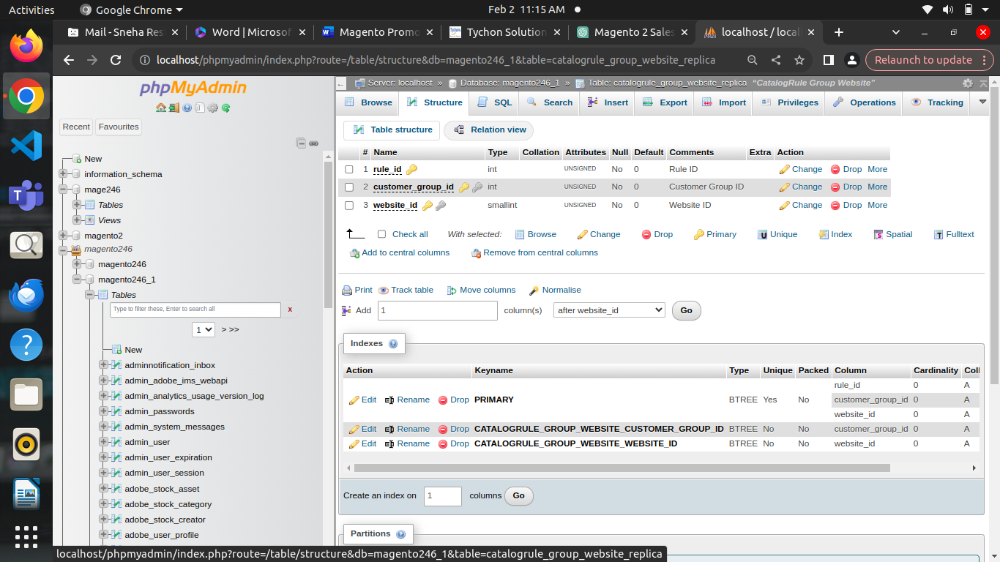 Activities Google Chrome Feb 2 11:15 AM
Mail - Sneha Res Word | Microsof Magento Promo Tychon Solution Magento 2 Sales localhost / local
localhost/phpmyadmin/index.php?route=/table/structure&db=magento246_1&table=catalogrule_group_website_replica Relaunch to update
phpMyAdmin
Recent Favourites
New
information_schema
mage246
Tables
Views
magento2
magento246
magento246
magento246_1
Tables
Type to filter these, Enter to search all x
1 > >>
New
adminnotification_inbox
admin_adobe_ims_webapi
admin_analytics_usage_version_log
admin_passwords
admin_system_messages
admin_user
admin_user_expiration
admin_user_session
adobe_stock_asset
adobe_stock_category
adobe_stock_creator
adobe_user_profile
Server: localhost » Database: magento246_1 » Table: catalogrule_group_website_replica “CatalogRule Group Website”
Browse Structure SQL Search Insert Export Import Privileges Operations Tracking
Table structure Relation view
# Name Type Collation Attributes Null Default Comments Extra Action
1 rule_id int UNSIGNED No 0 Rule ID Change Drop More
2 customer_group_id int UNSIGNED No 0 Customer Group ID Change Drop More
3 website_id smallint UNSIGNED No 0 Website ID Change Drop More
Check all With selected: Browse Change Drop Primary Unique Index Spatial Fulltext
Add to central columns Remove from central columns
Print Track table Move columns Normalise
Add 1 column(s) after website_id Go
Indexes
Action Keyname Type Unique Packed Column Cardinality Coll
rule_id 0 A
Edit Rename Drop PRIMARY BTREE Yes No customer_group_id 0 A
website_id 0 A
Edit Rename Drop CATALOGRULE_GROUP_WEBSITE_CUSTOMER_GROUP_ID BTREE No No customer_group_id 0 A
Edit Rename Drop CATALOGRULE_GROUP_WEBSITE_WEBSITE_ID BTREE No No website_id 0 A
Create an index on 1 columns Go
Partitions
localhost/phpmyadmin/index.php?route=/table/structure&db=magento246_1&table=catalogrule_group_website_replica